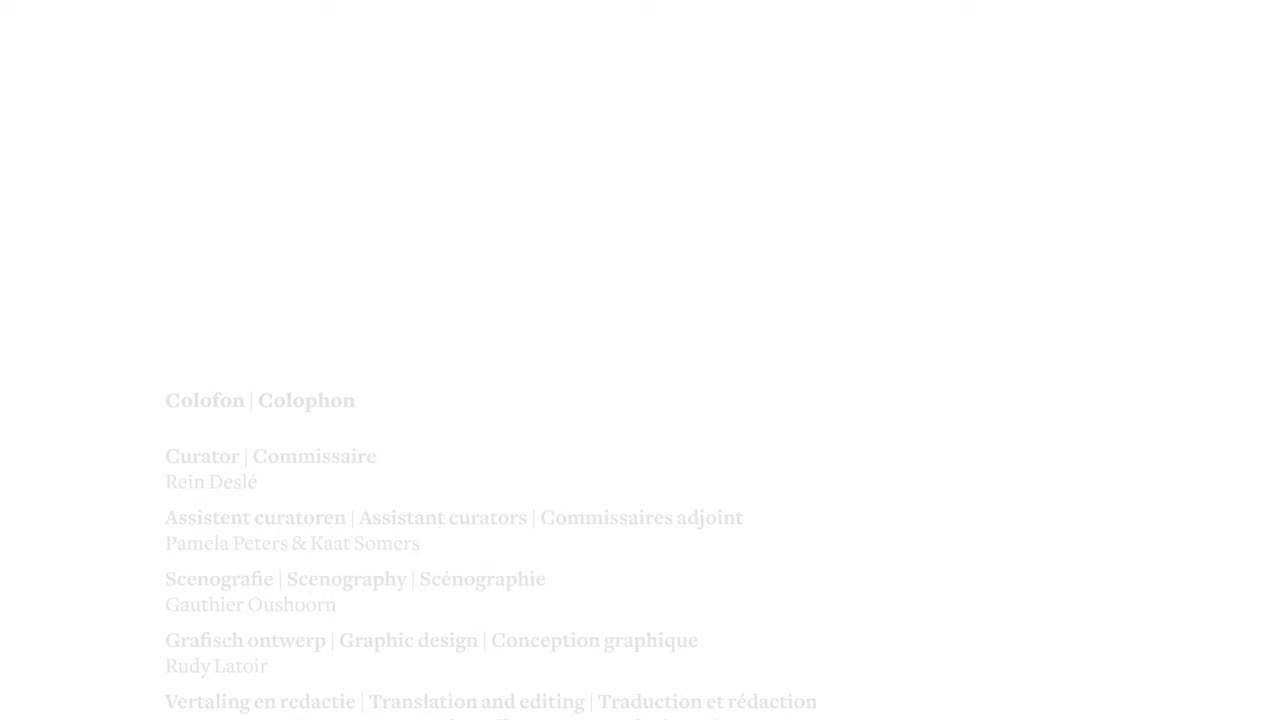 Colofon | Colophon
Curator | Commissaire
Rein Deslé
Assistent curatoren | Assistant curators | Commissaires adjoint
Pamela Peters & Kaat Somers
Scenografie | Scenography | Scénographie
Gauthier Oushoorn
Grafisch ontwerp | Graphic design | Conception graphique
Rudy Latoir
Vertaling en redactie | Translation and editing | Traduction et rédaction